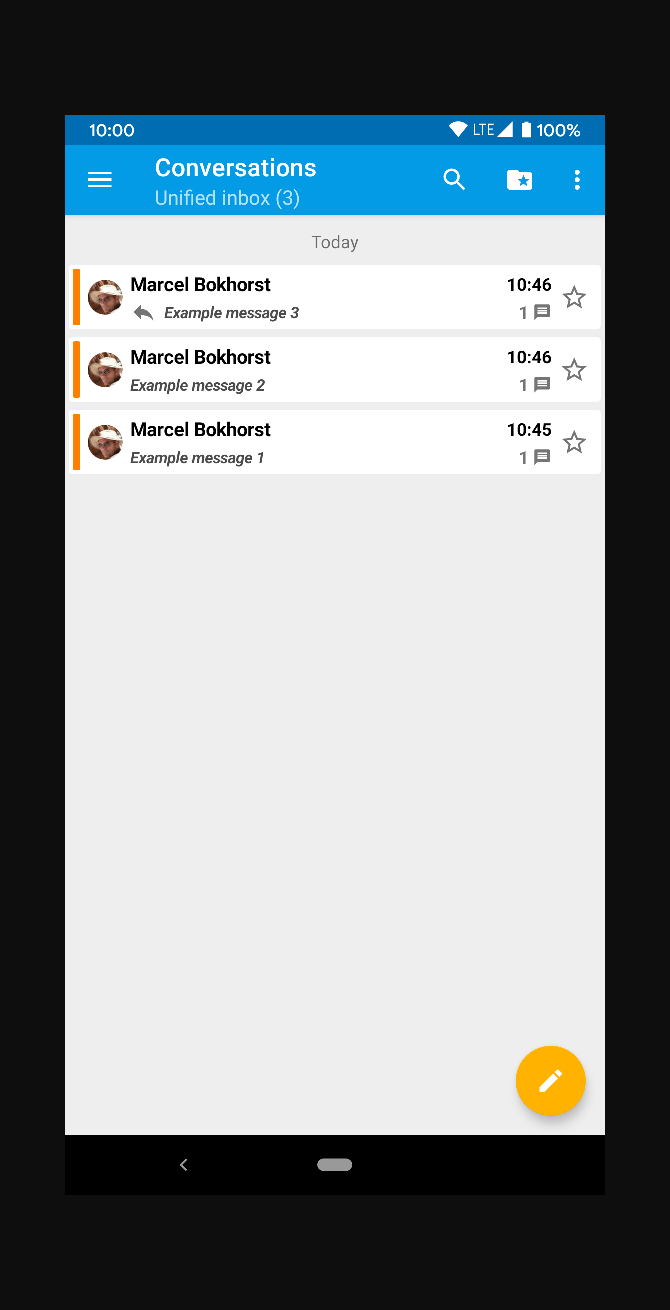 10:00 LTE 100%
Conversations
Unified inbox (3)
Today
Marcel Bokhorst 10:46
Example message 3 1
Marcel Bokhorst 10:46
Example message 2 1
Marcel Bokhorst 10:45
Example message 1 1